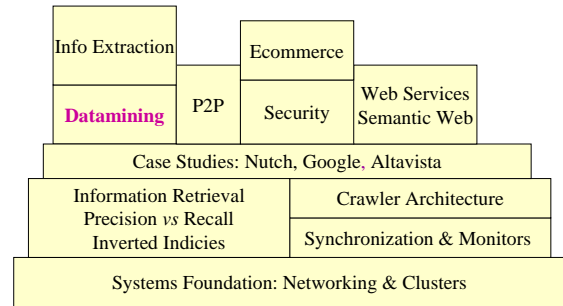 Info Extraction
Ecommerce
Datamining
P2P
Security
Web Services
Semantic Web
Case Studies: Nutch, Google, Altavista
Information Retrieval
Precision vs Recall
Inverted Indicies
Crawler Architecture
Synchronization & Monitors
Systems Foundation: Networking & Clusters